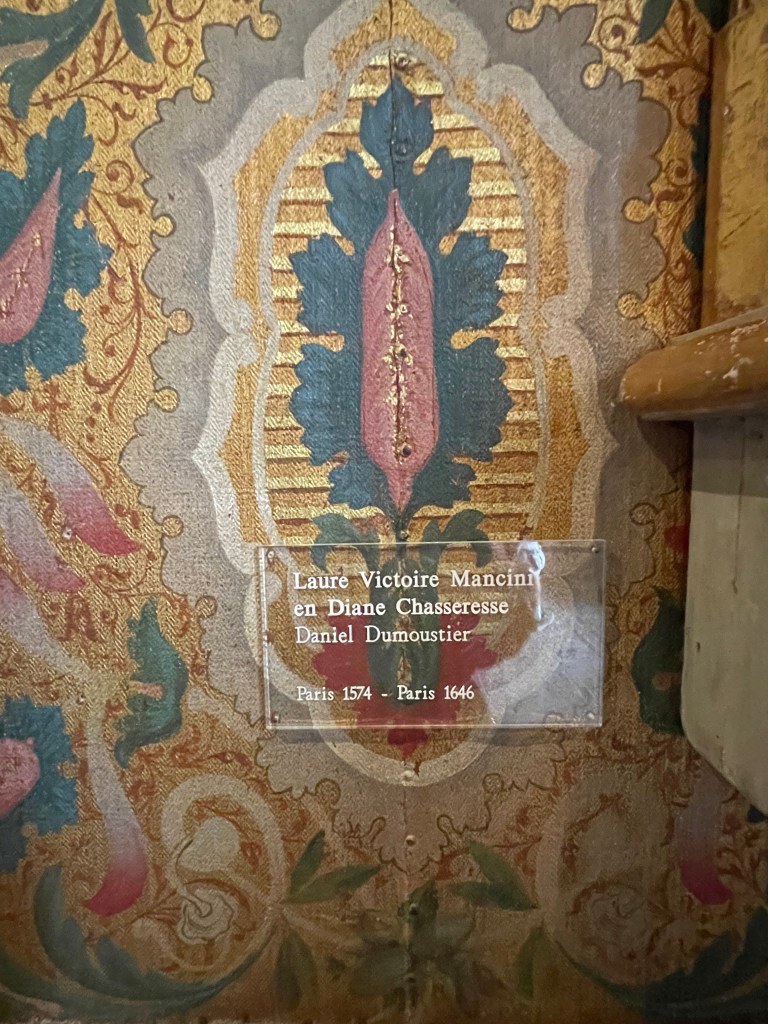 Laure Victoire Mancini
en Diane Chasseresse
Daniel Dumoustier
Paris 1574 - Paris 1646